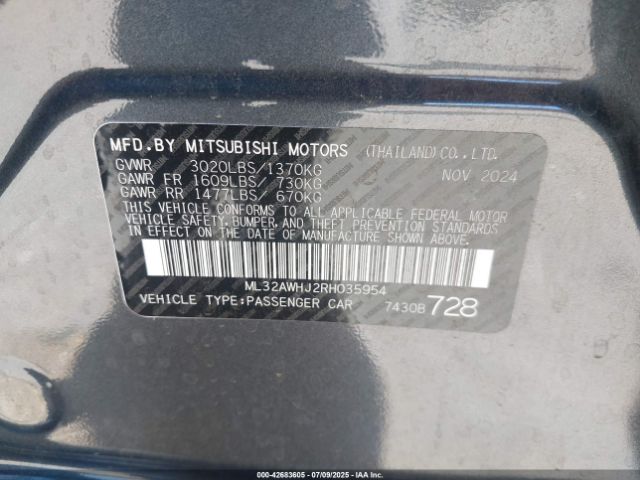 MFD.BY MITSUBISHI MOTORS (THAILAND)CO.,LTD.
GVWR 3020LBS/1370KG NOV 2024
GAWR FR 1609LBS/ 730KG
GAWR RR 1477LBS/ 670KG
THIS VEHICLE CONFORMS TO ALL APPLICABLE FEDERAL MOTOR
VEHICLE SAFETY, BUMPER, AND THEFT PREVENTION STANDARDS
IN EFFECT ON THE DATE OF MANUFACTURE SHOWN ABOVE.
ML32AWHJ2RH035954
VEHICLE TYPE:PASSENGER CAR 7430B 728
000-42683605 | 07/09/2025 | IAAI.COM